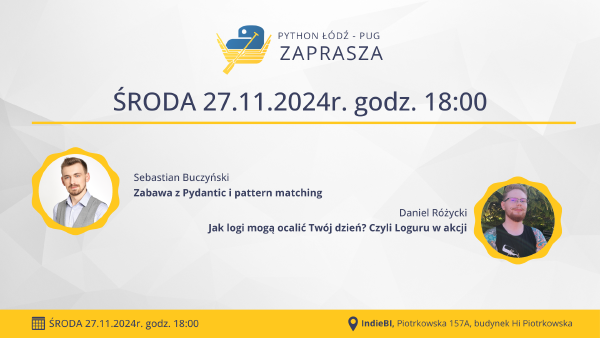 PYTHON ŁÓDŹ - PUG
ZAPRASZA
ŚRODA 27.11.2024r. godz. 18:00
Sebastian Buczyński
Zabawa z Pydantic i pattern matching
Daniel Różycki
Jak logi mogą ocalić Twój dzień? Czyli Loguru w akcji
ŚRODA 27.11.2024r. godz. 18:00
IndieBI, Piotrkowska 157A, budynek Hi Piotrkowska